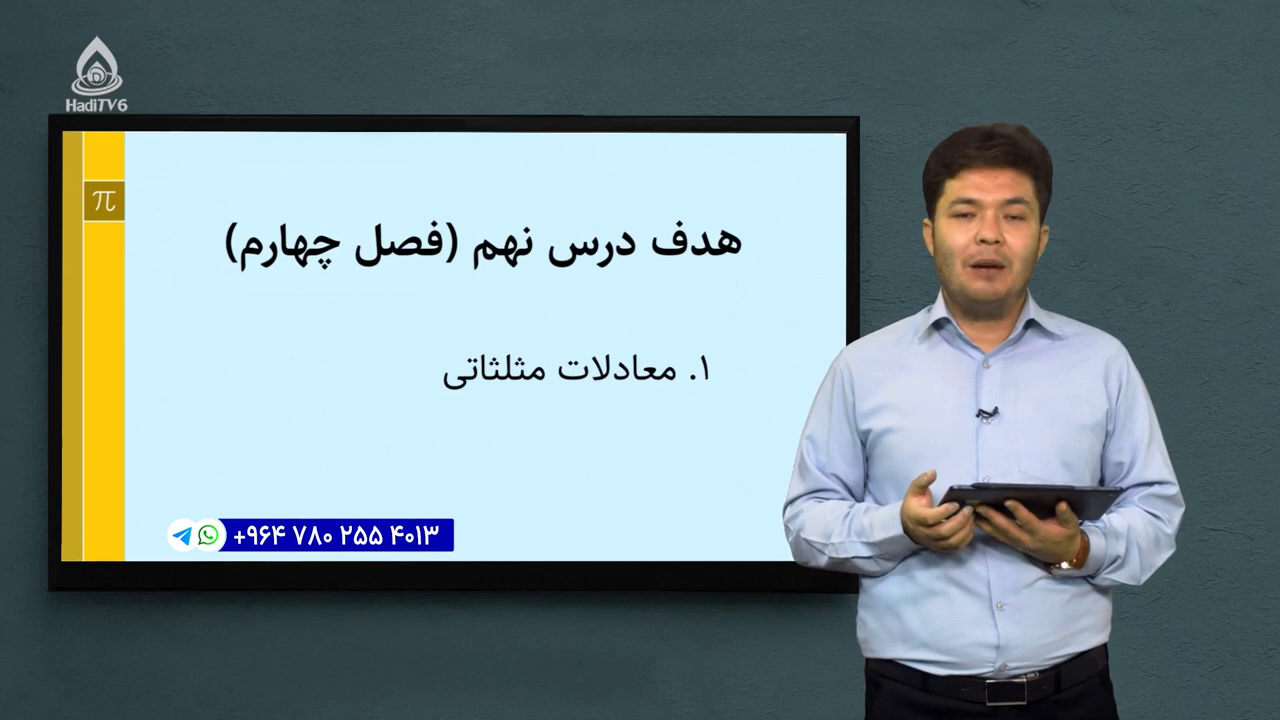 HadiTV6
π
هدف درس نهم (فصل چهارم)
۱. معادلات مثلثاتی
+۹۶۴ ۷۸۰ ۲۵۵ ۴۰۱۳